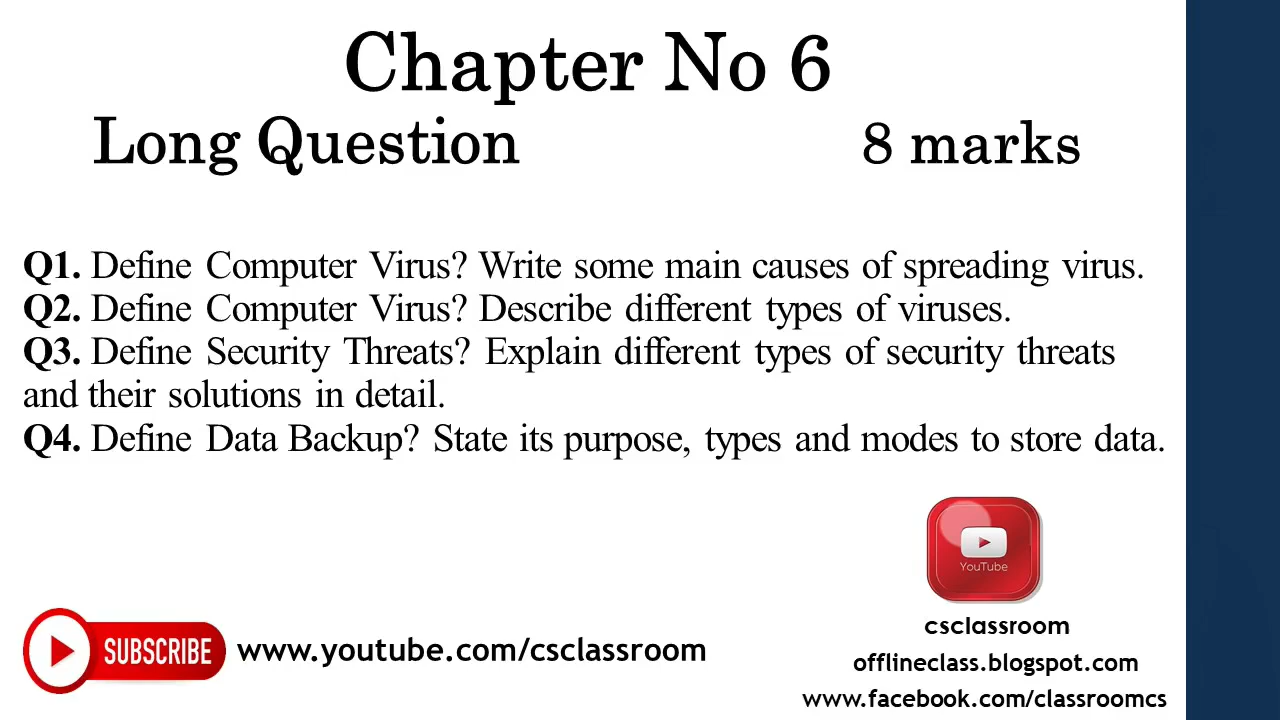 Chapter No 6
Long Question 8 marks
Q1. Define Computer Virus? Write some main causes of spreading virus.
Q2. Define Computer Virus? Describe different types of viruses.
Q3. Define Security Threats? Explain different types of security threats
and their solutions in detail.
Q4. Define Data Backup? State its purpose, types and modes to store data.
YouTube
csclassroom
SUBSCRIBE www.youtube.com/csclassroom
offlineclass.blogspot.com
www.facebook.com/classroomcs